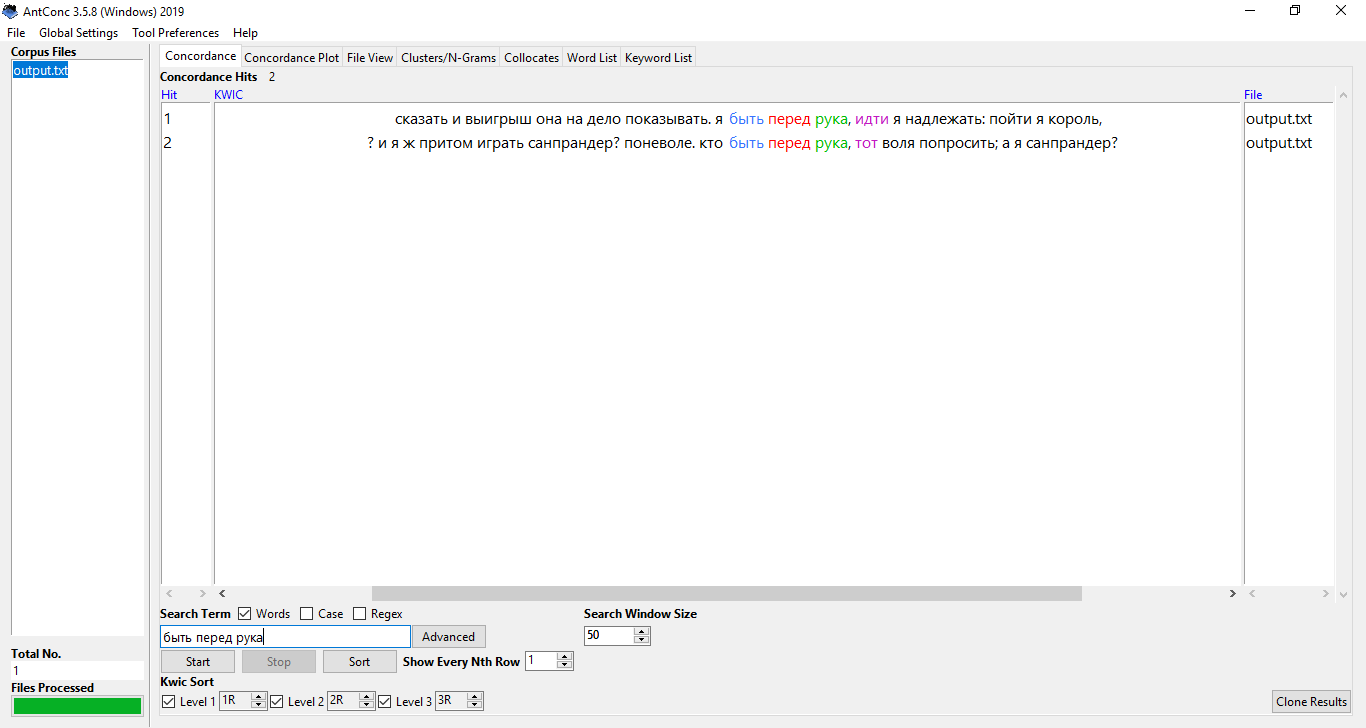 AntConc 3.5.8 (Windows) 2019
File Global Settings Tool Preferences Help
Corpus Files
output.txt
Concordance Concordance Plot File View Clusters/N-Grams Collocates Word List Keyword List
Concordance Hits 2
Hit KWIC File
1 сказать и выигрыш она на дело показывать. я быть перед рука, идти я надлежать: пойти я король, output.txt
2 ? и я ж притом играть санпрандер? поневоле. кто быть перед рука, тот воля попросить; а я санпрандер? output.txt
Search Term Words Case Regex Search Window Size
быть перед рука Advanced 50
Total No.
1
Start Stop Sort Show Every Nth Row 1
Files Processed
Kwic Sort
Level 1 1R Level 2 2R Level 3 3R Clone Results